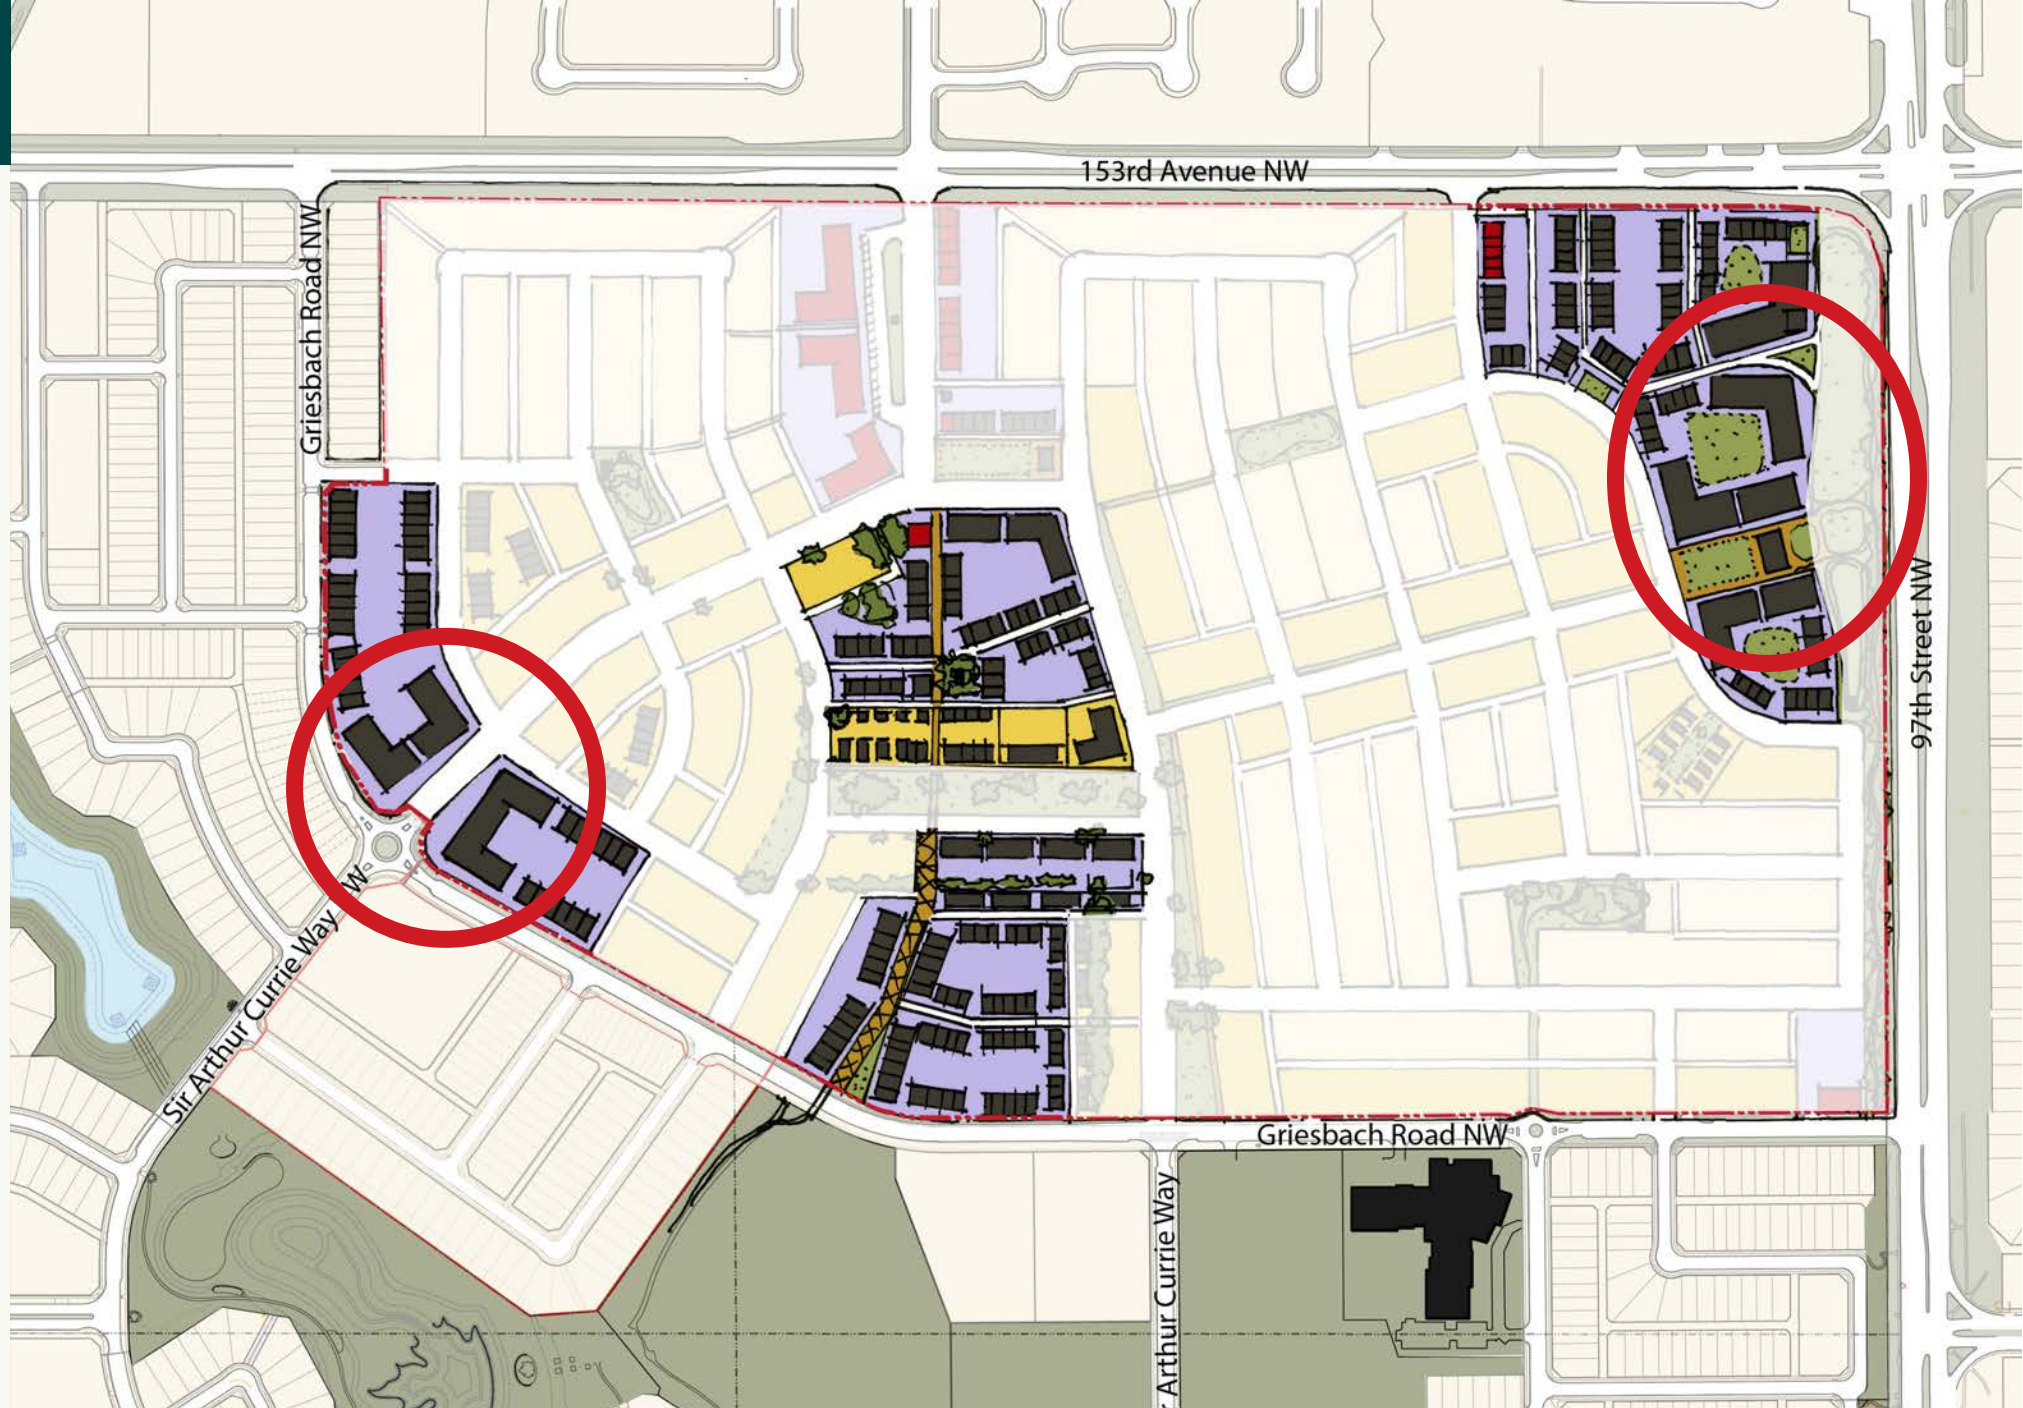 153rd Avenue NW
Griesbach Road NW
97th Street NW
W
Sir Arthur Currie Way
Griesbach Road NW
Arthur Currie Way